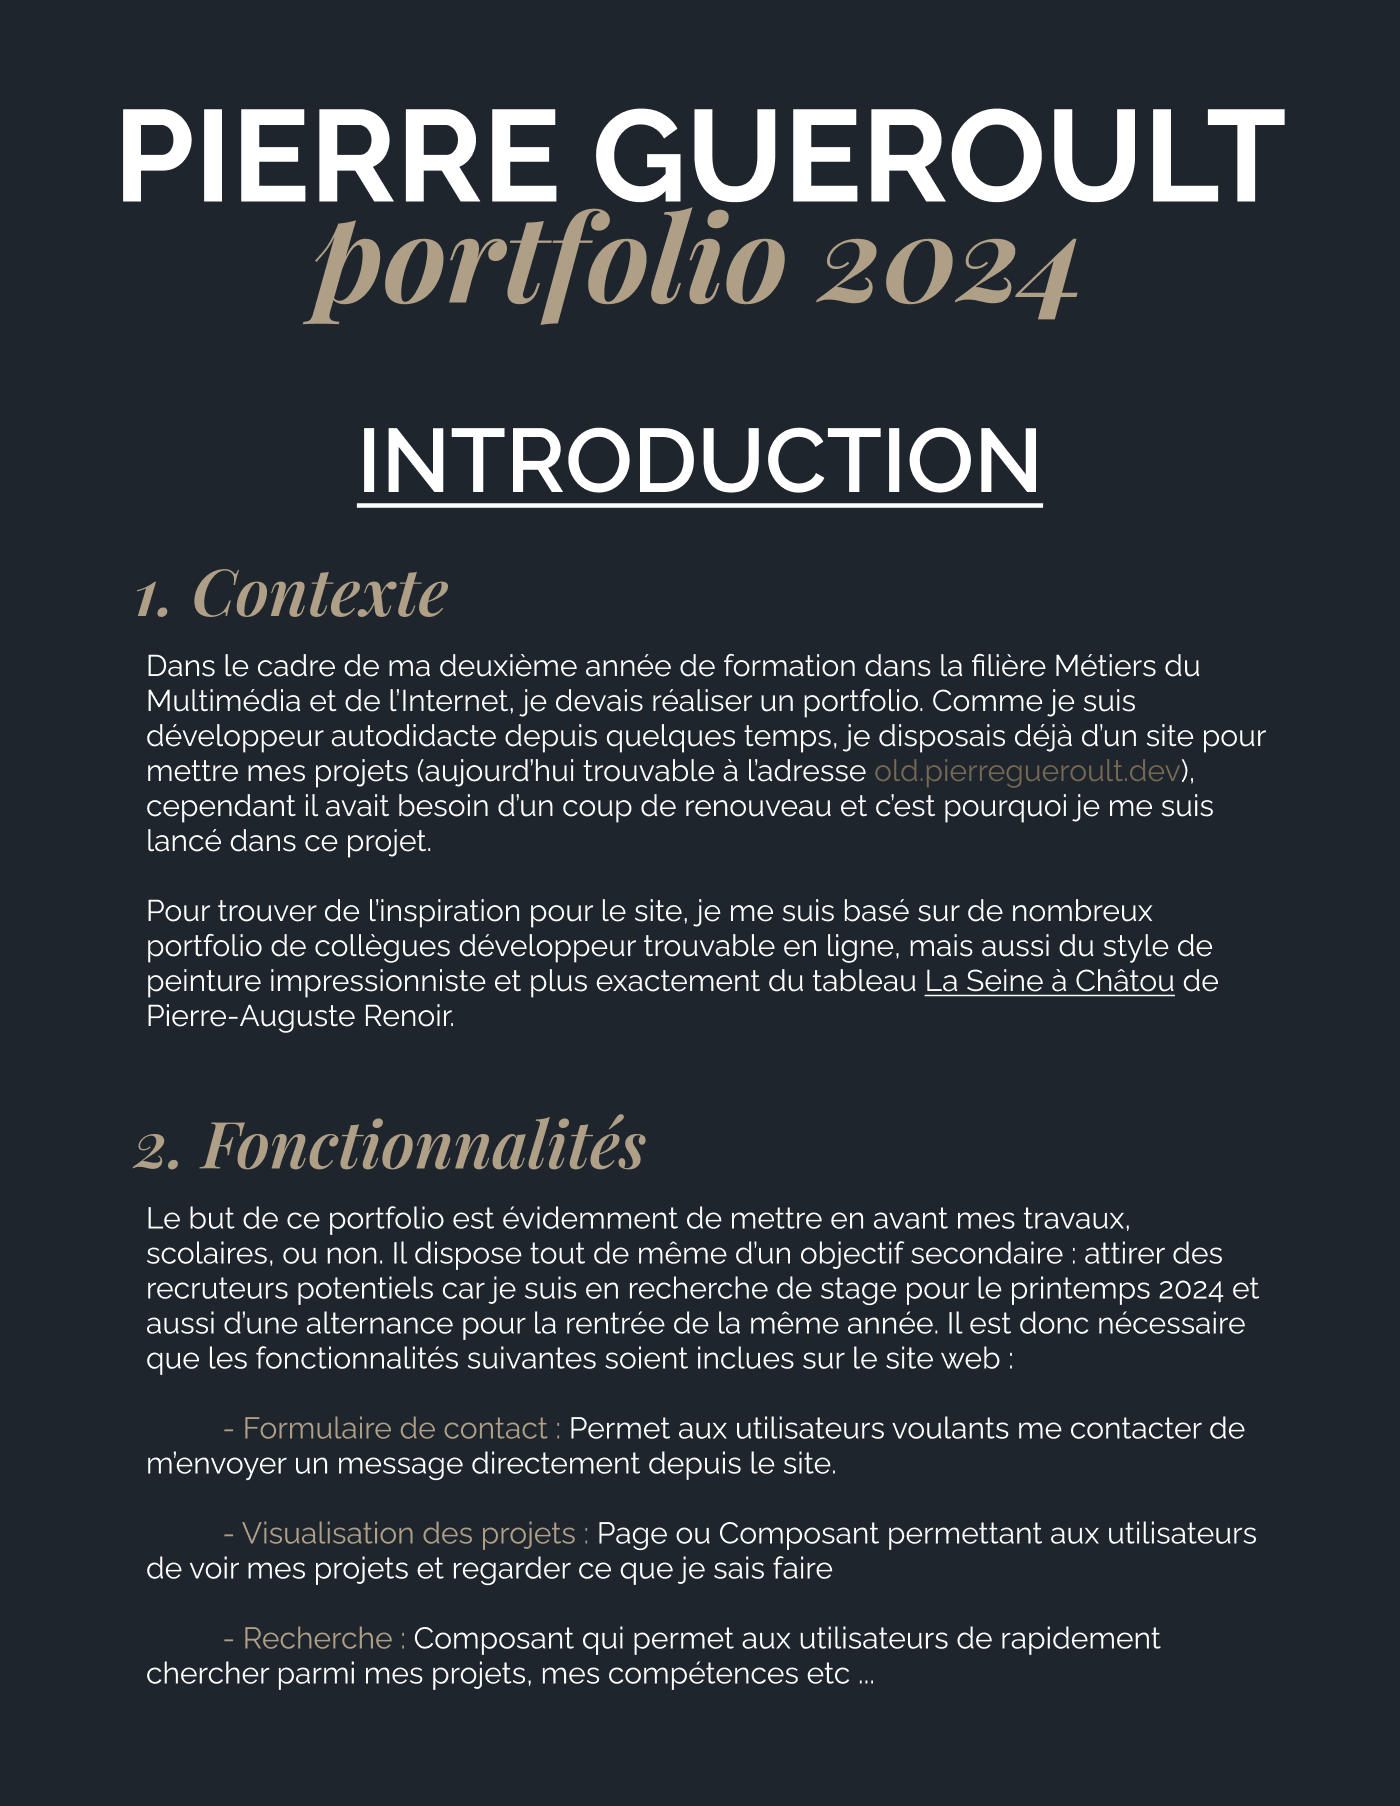 PIERRE GUEROULT
portfolio 2024
INTRODUCTION
1. Contexte
Dans le cadre de ma deuxième année de formation dans la filière Métiers du
Multimédia et de l’Internet, je devais réaliser un portfolio. Comme je suis
développeur autodidacte depuis quelques temps, je disposais déjà d’un site pour
mettre mes projets (aujourd’hui trouvable à l’adresse old.pierregueroult.dev),
cependant il avait besoin d’un coup de renouveau et c’est pourquoi je me suis
lancé dans ce projet.
Pour trouver de l’inspiration pour le site, je me suis basé sur de nombreux
portfolio de collègues développeur trouvable en ligne, mais aussi du style de
peinture impressionniste et plus exactement du tableau La Seine à Châtou de
Pierre-Auguste Renoir.
2. Fonctionnalités
Le but de ce portfolio est évidemment de mettre en avant mes travaux,
scolaires, ou non. Il dispose tout de même d’un objectif secondaire : attirer des
recruteurs potentiels car je suis en recherche de stage pour le printemps 2024 et
aussi d’une alternance pour la rentrée de la même année. Il est donc nécessaire
que les fonctionnalités suivantes soient inclues sur le site web :
- Formulaire de contact : Permet aux utilisateurs voulants me contacter de
m’envoyer un message directement depuis le site.
- Visualisation des projets : Page ou Composant permettant aux utilisateurs
de voir mes projets et regarder ce que je sais faire
- Recherche : Composant qui permet aux utilisateurs de rapidement
chercher parmi mes projets, mes compétences etc ...